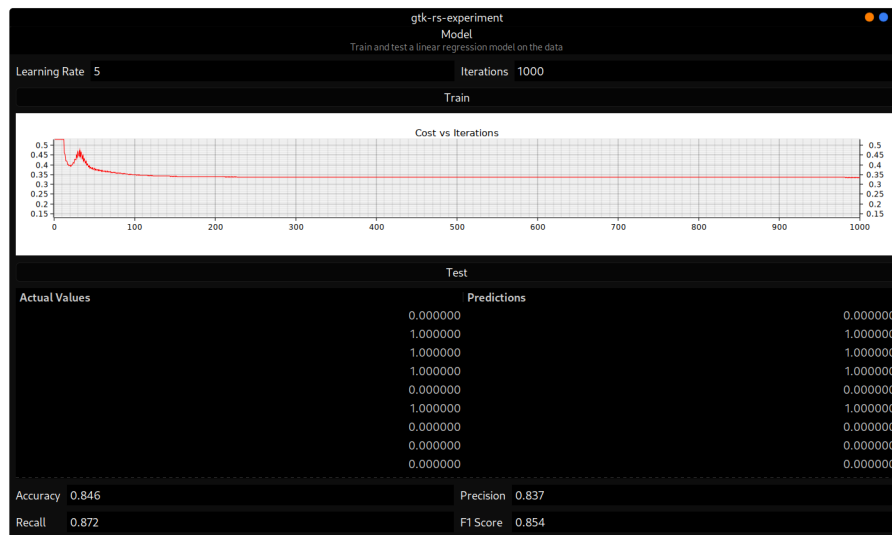 gtk-rs-experiment
Model
Train and test a linear regression model on the data
Learning Rate 5 Iterations 1000
Train
Cost vs Iterations
0.5 0.5
0.45 0.45
0.4 0.4
0.35 0.35
0.3 0.3
0.25 0.25
0.2 0.2
0.15 0.15
0 100 200 300 400 500 600 700 800 900 1000
Test
Actual Values Predictions
0.000000 0.000000
1.000000 1.000000
1.000000 1.000000
1.000000 1.000000
0.000000 0.000000
1.000000 1.000000
0.000000 0.000000
0.000000 0.000000
0.000000 0.000000
Accuracy 0.846 Precision 0.837
Recall 0.872 F1 Score 0.854